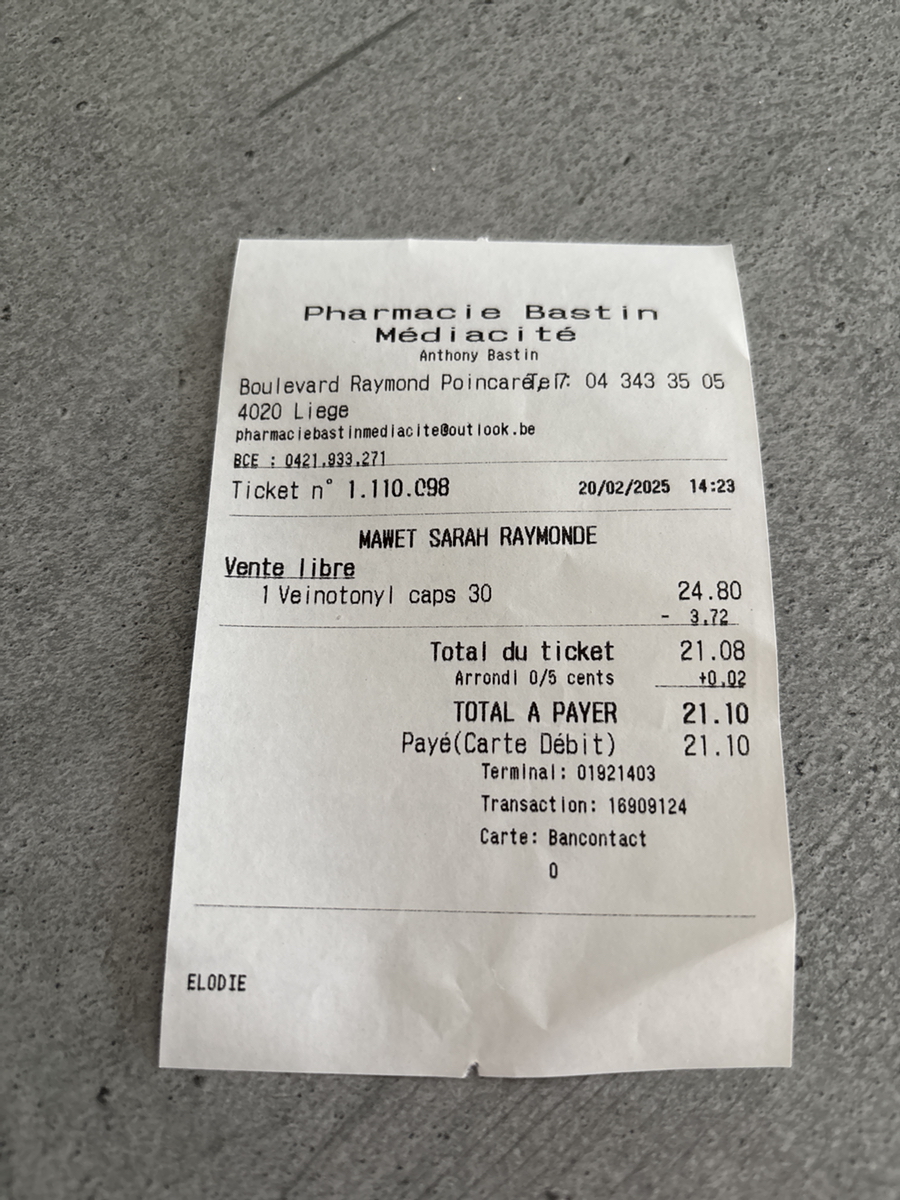 Pharmacie Bastin
Médiacité
Anthony Bastin
Boulevard Raymond Poincaré 7 Tel: 04 343 35 05
4020 Liege
pharmaciebastinmediacite@outlook.be
BCE : 0421.933.271
Ticket n° 1.110.098 20/02/2025 14:23
MAWET SARAH RAYMONDE
Vente libre
1 Veinotonyl caps 30 24.80
- 3.72
Total du ticket 21.08
Arrondi 0/5 cents +0.02
TOTAL A PAYER 21.10
Payé(Carte Débit) 21.10
Terminal: 01921403
Transaction: 16909124
Carte: Bancontact
0
ELODIE